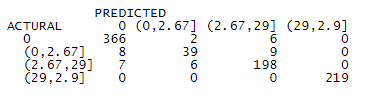 PREDICTED
ACTURAL 0 (0,2.67] (2.67,29] (29,2.9]
0 366 2 6 0
(0,2.67] 8 39 9 0
(2.67,29] 7 6 198 0
(29,2.9] 0 0 0 219